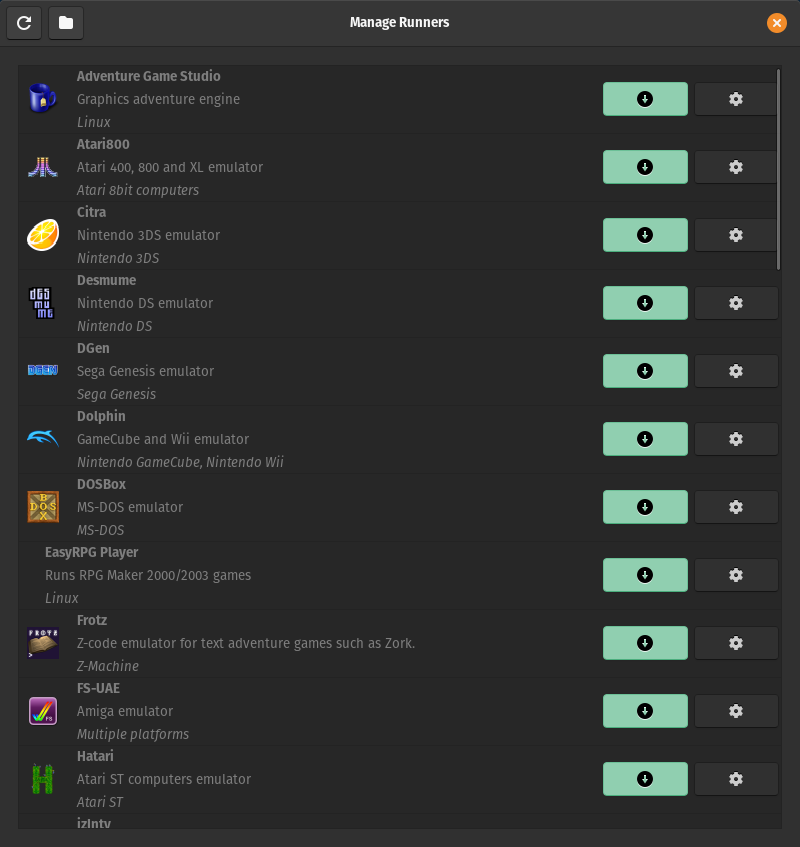 Manage Runners
Adventure Game Studio
Graphics adventure engine
Linux
Atari800
Atari 400, 800 and XL emulator
Atari 8bit computers
Citra
Nintendo 3DS emulator
Nintendo 3DS
Desmume
Nintendo DS emulator
Nintendo DS
DGen
Sega Genesis emulator
Sega Genesis
Dolphin
GameCube and Wii emulator
Nintendo GameCube, Nintendo Wii
DOSBox
MS-DOS emulator
MS-DOS
EasyRPG Player
Runs RPG Maker 2000/2003 games
Linux
Frotz
Z-code emulator for text adventure games such as Zork.
Z-Machine
FS-UAE
Amiga emulator
Multiple platforms
Hatari
Atari ST computers emulator
Atari ST
izIntv